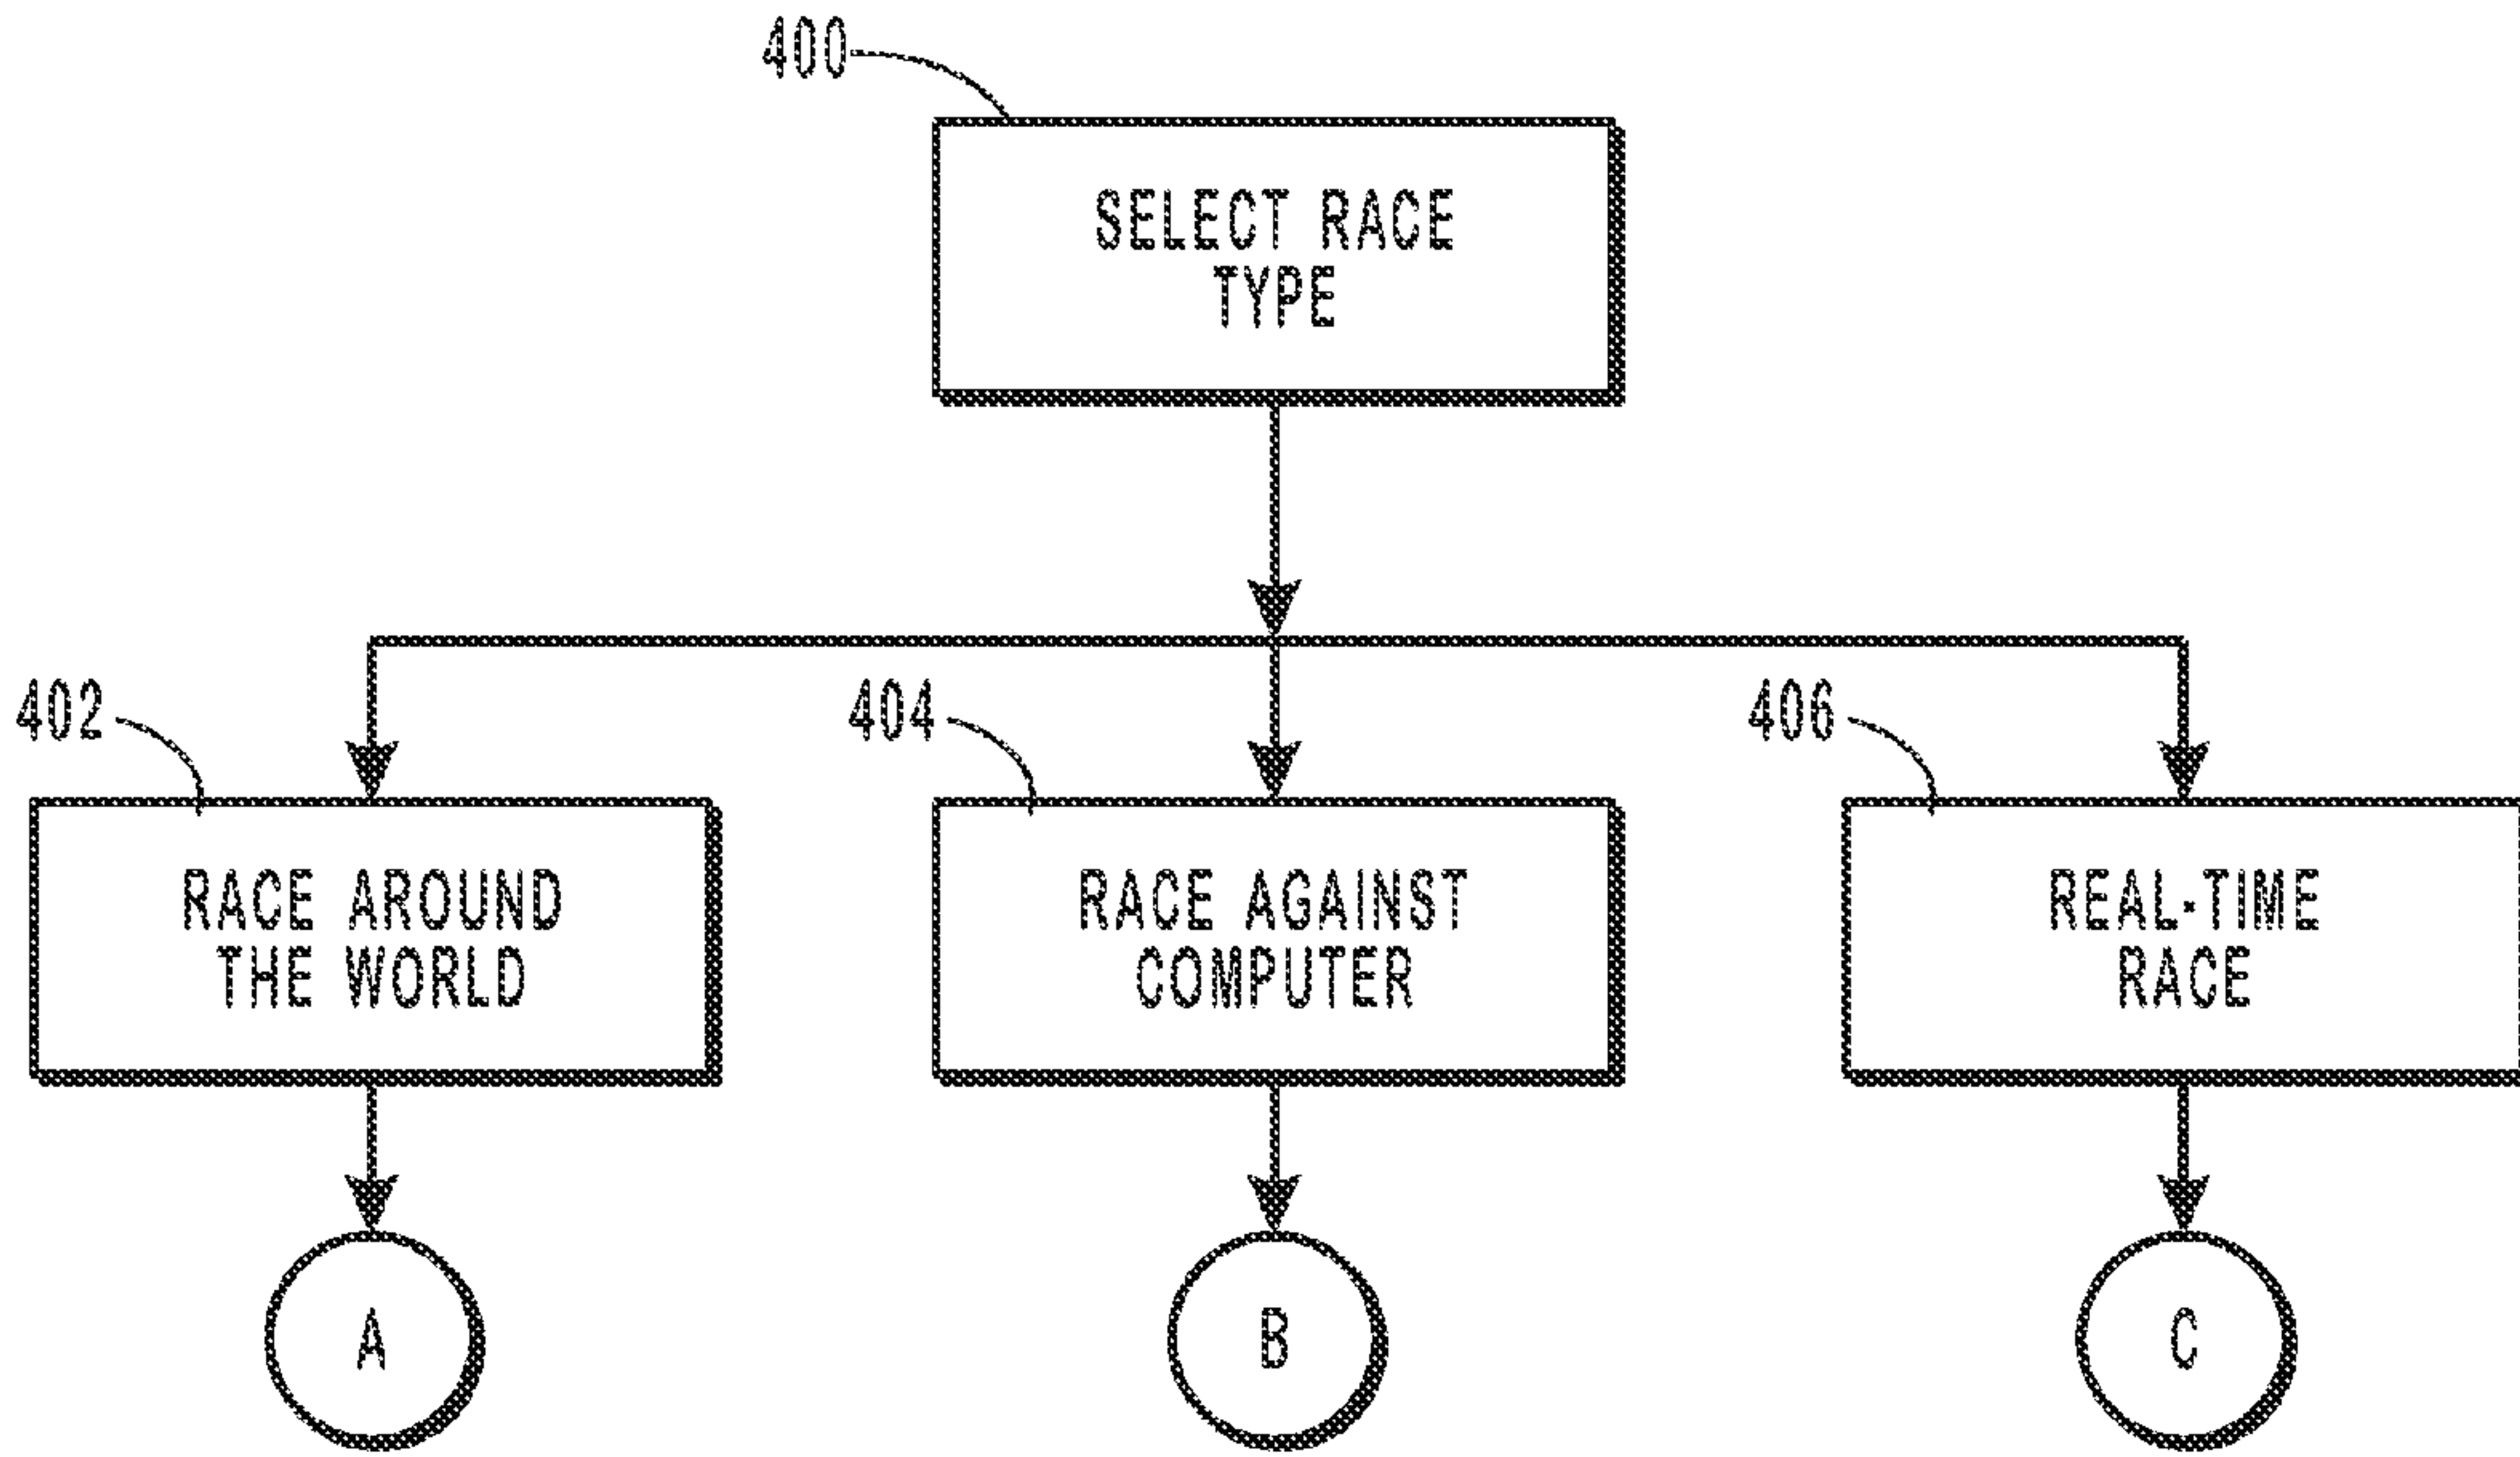 400
SELECT RACE
TYPE
402
404
406
RACE AROUND
THE WORLD
RACE AGAINST
COMPUTER
REAL-TIME
RACE
A
B
C